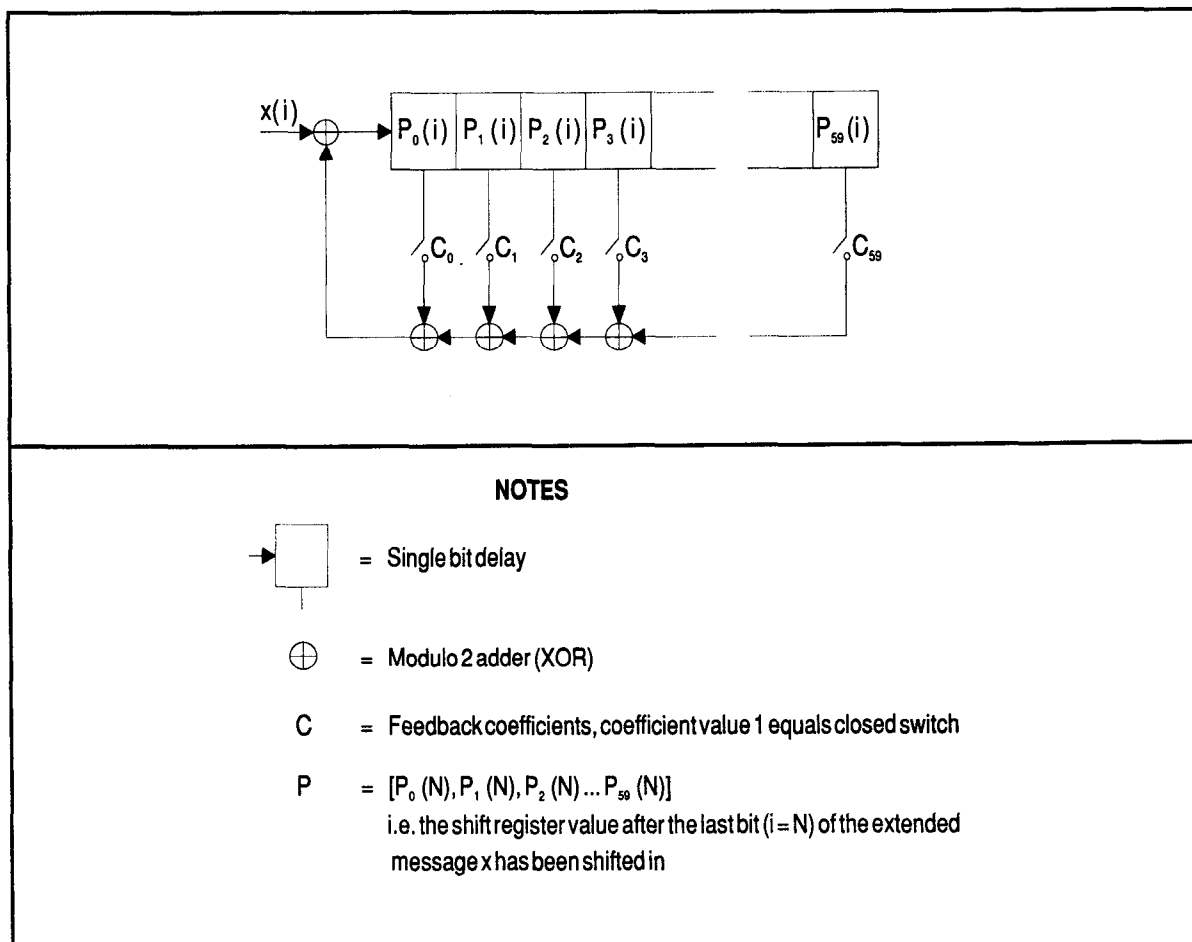 x(i)
P₀(i) P₁(i) P₂(i) P₃(i) P₅₉(i)
C₀ C₁ C₂ C₃ C₅₉
NOTES
= Single bit delay
= Modulo 2 adder (XOR)
C = Feedback coefficients, coefficient value 1 equals closed switch
P = [P₀ (N), P₁ (N), P₂ (N) ... P₅₉ (N)]
i.e. the shift register value after the last bit (i = N) of the extended
message x has been shifted in